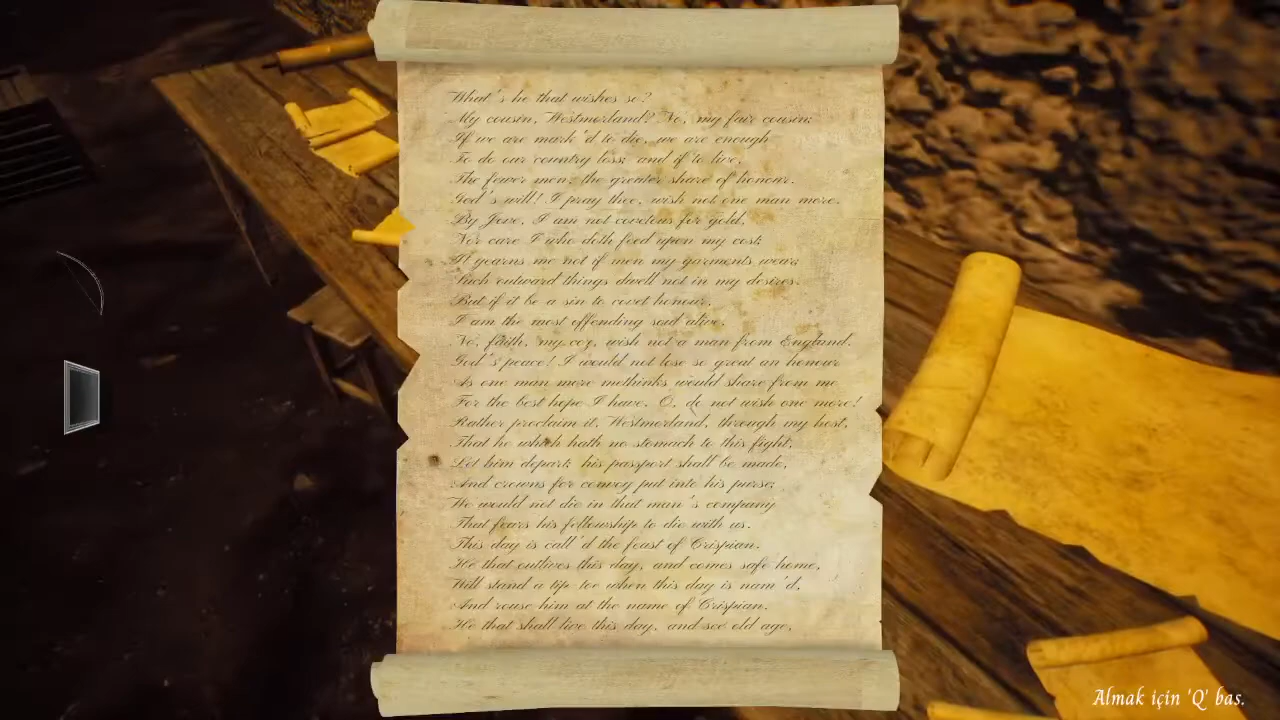 What's he that wishes so?
My cousin, Westmorland? No, my fair cousin;
If we are mark'd to die, we are enough
To do our country loss; and if to live,
The fewer men, the greater share of honour.
God's will! I pray thee, wish not one man more.
By Jove, I am not covetous for gold,
Nor care I who doth feed upon my cost;
It yearns me not if men my garments wear;
Such outward things dwell not in my desires.
But if it be a sin to covet honour,
I am the most offending soul alive.
No, faith, my coz, wish not a man from England.
God's peace! I would not lose so great an honour
As one man more methinks would share from me
For the best hope I have. O, do not wish one more!
Rather proclaim it, Westmorland, through my host,
That he which hath no stomach to this fight,
Let him depart; his passport shall be made,
And crowns for convoy put into his purse;
We would not die in that man's company
That fears his fellowship to die with us.
This day is call'd the feast of Crispian.
He that outlives this day, and comes safe home,
Will stand a tip toe when this day is nam'd,
And rouse him at the name of Crispian.
He that shall live this day, and see old age,
Almak için 'Q' bas.